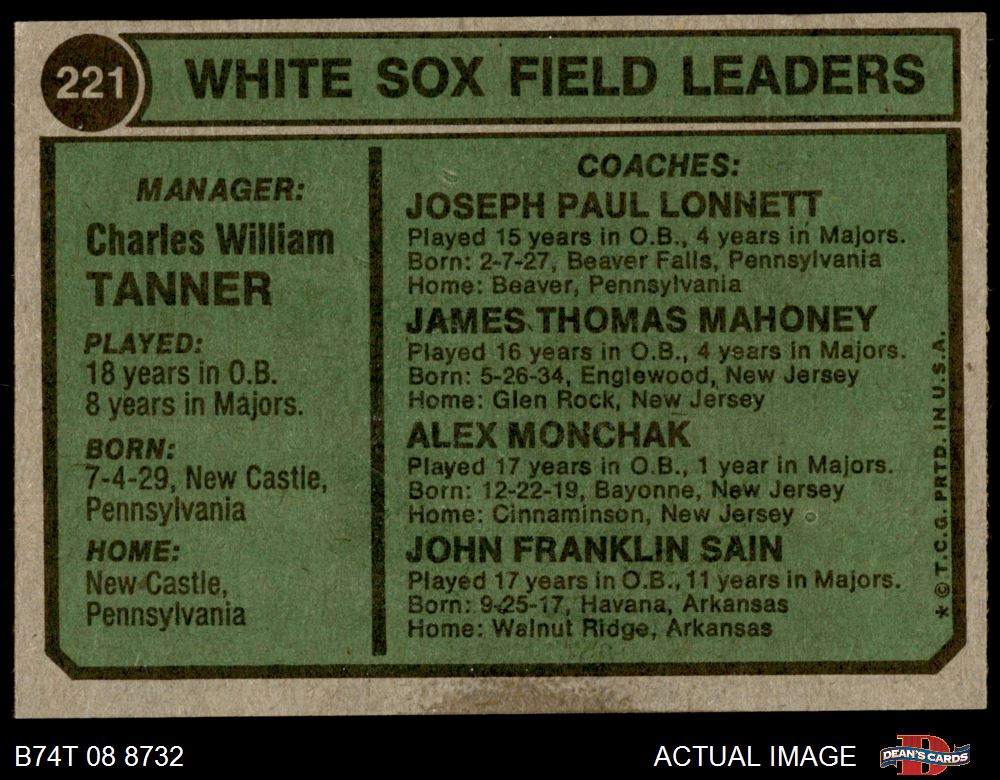 221
WHITE SOX FIELD LEADERS
MANAGER:
Charles William
TANNER
PLAYED:
18 years in O.B.
8 years in Majors.
BORN:
7-4-29, New Castle,
Pennsylvania
HOME:
New Castle,
Pennsylvania
COACHES:
JOSEPH PAUL LONNETT
Played 15 years in O.B., 4 years in Majors.
Born: 2-7-27, Beaver Falls, Pennsylvania
Home: Beaver, Pennsylvania
JAMES THOMAS MAHONEY
Played 16 years in O.B., 4 years in Majors.
Born: 5-26-34, Englewood, New Jersey
Home: Glen Rock, New Jersey
ALEX MONCHAK
Played 17 years in O.B., 1 year in Majors.
Born: 12-22-19, Bayonne, New Jersey
Home: Cinnaminson, New Jersey
JOHN FRANKLIN SAIN
Played 17 years in O.B., 11 years in Majors.
Born: 9-25-17, Havana, Arkansas
Home: Walnut Ridge, Arkansas
* © T.C.G. PRTD. IN U.S.A.
B74T 08 8732
ACTUAL IMAGE
D
DEAN'S CARDS